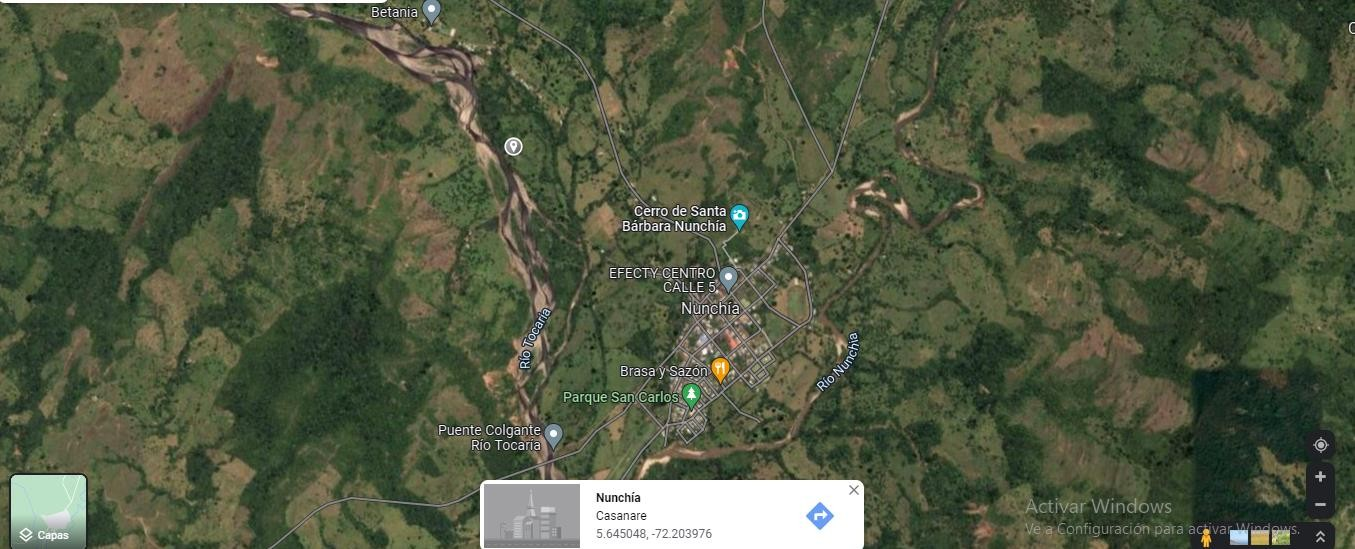 Betania
C
Cerro de Santa
Bárbara Nunchía
EFECTY CENTRO
CALLE 5
Nunchía
Río Tocaría
Río Nunchía
Brasa y Sazón
Parque San Carlos
Puente Colgante
Río Tocaria
Capas
Nunchía
Casanare
5.645048, -72.203976
Activar Windows
Ve a Configuración para activar Windows.